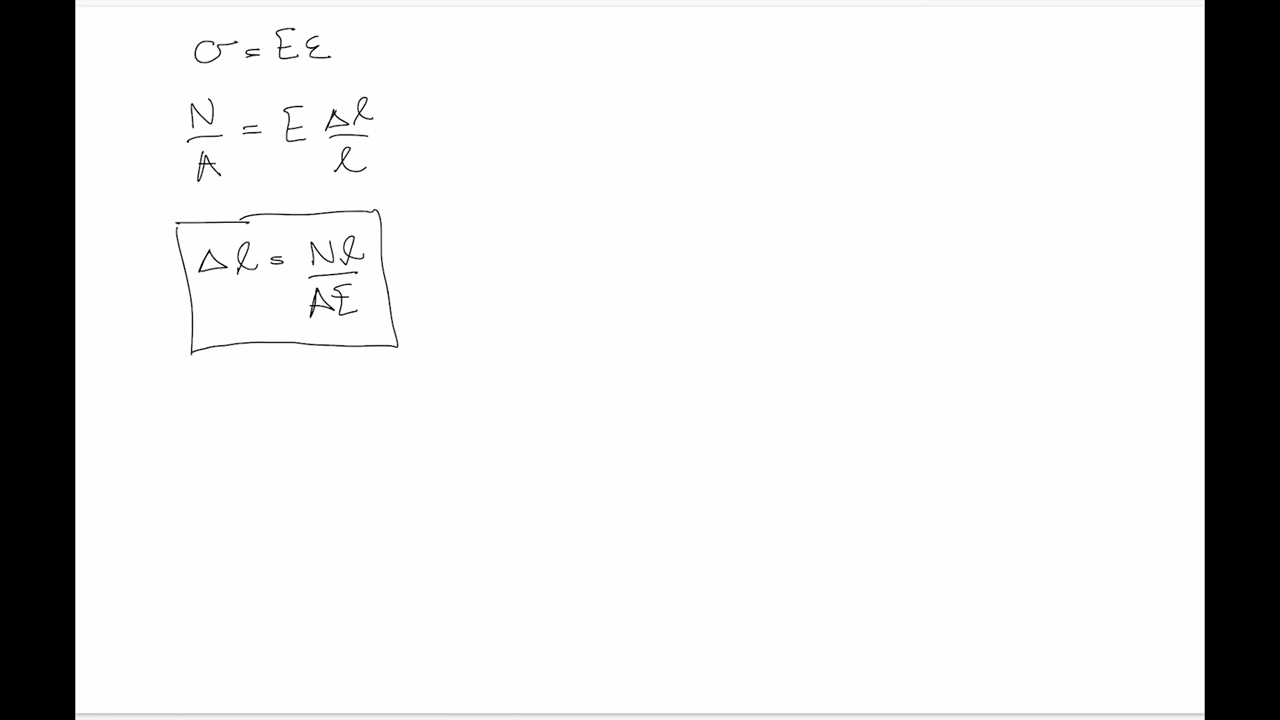 σ = Eε
N/A = E Δl/l
Δl = Nl/AE